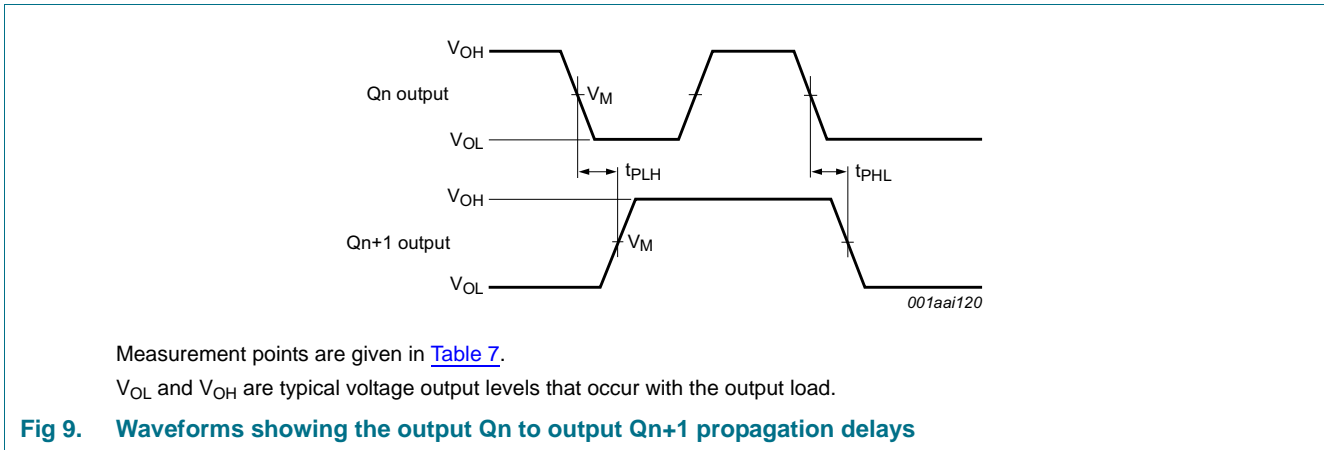 VOH
Qn output
VM
VOL
tPLH
tPHL
VOH
Qn+1 output
VM
VOL
001aai120
Measurement points are given in Table 7.
VOL and VOH are typical voltage output levels that occur with the output load.
Fig 9. Waveforms showing the output Qn to output Qn+1 propagation delays